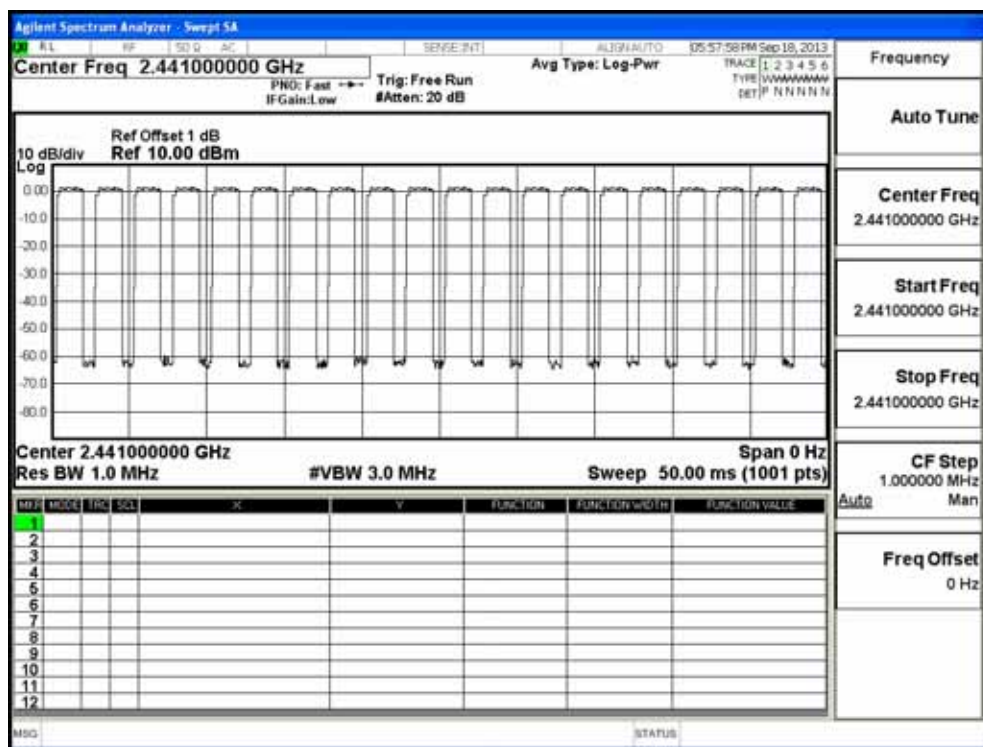 Agilent Spectrum Analyzer - Swept SA
RL RF 50 Ω AC SENSE:INT ALIGNAUTO 05:57:58 PM Sep 18, 2013
Center Freq 2.441000000 GHz
PNO: Fast
IFGain:Low
Trig: Free Run
#Atten: 20 dB
Avg Type: Log-Pwr
TRACE 1 2 3 4 5 6
TYPE WWWWWWW
DET P N N N N N
10 dB/div
Log
Ref Offset 1 dB
Ref 10.00 dBm
0.00
-10.0
-20.0
-30.0
-40.0
-50.0
-60.0
-70.0
-80.0
Center 2.441000000 GHz
Span 0 Hz
Res BW 1.0 MHz
#VBW 3.0 MHz
Sweep 50.00 ms (1001 pts)
MKR MODE TRC SCL X Y FUNCTION FUNCTION WIDTH FUNCTION VALUE
1
2
3
4
5
6
7
8
9
10
11
12
MSG
STATUS
Frequency
Auto Tune
Center Freq
2.441000000 GHz
Start Freq
2.441000000 GHz
Stop Freq
2.441000000 GHz
CF Step
1.000000 MHz
Auto Man
Freq Offset
0 Hz